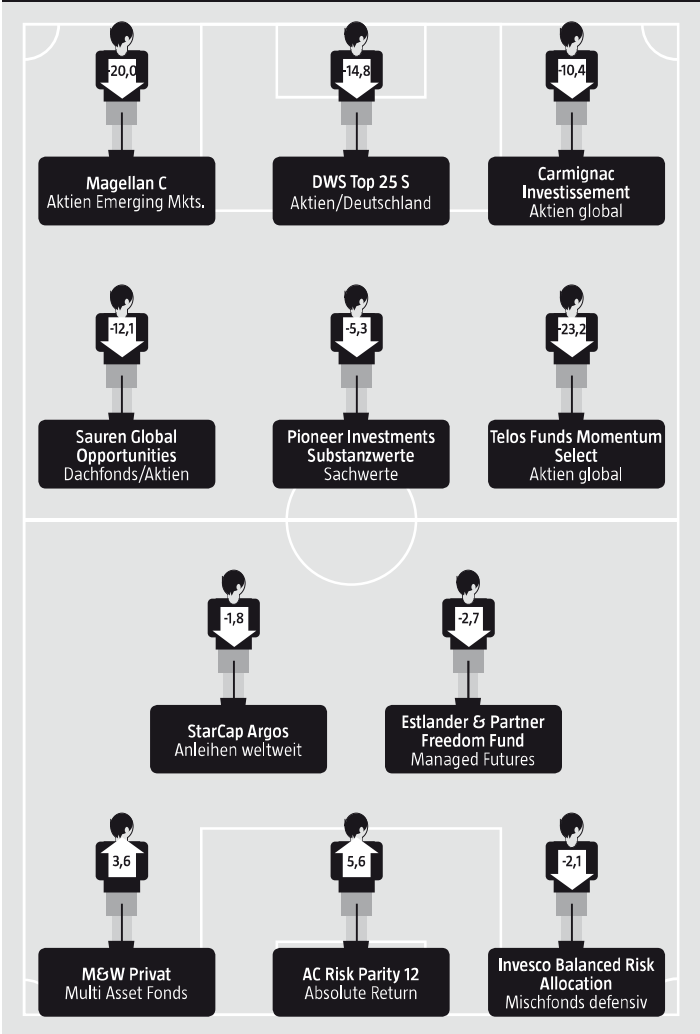 -20,0
-14,8
-10,4
Magellan C
Aktien Emerging Mkts.
DWS Top 25 S
Aktien/Deutschland
Carmignac
Investissement
Aktien global
-12,1
-5,3
-23,2
Sauren Global
Opportunities
Dachfonds/Aktien
Pioneer Investments
Substanzwerte
Sachwerte
Telos Funds Momentum
Select
Aktien global
-1,8
-2,7
StarCap Argos
Anleihen weltweit
Estlander & Partner
Freedom Fund
Managed Futures
3,6
5,6
-2,1
M&W Privat
Multi Asset Fonds
AC Risk Parity 12
Absolute Return
Invesco Balanced Risk
Allocation
Mischfonds defensiv